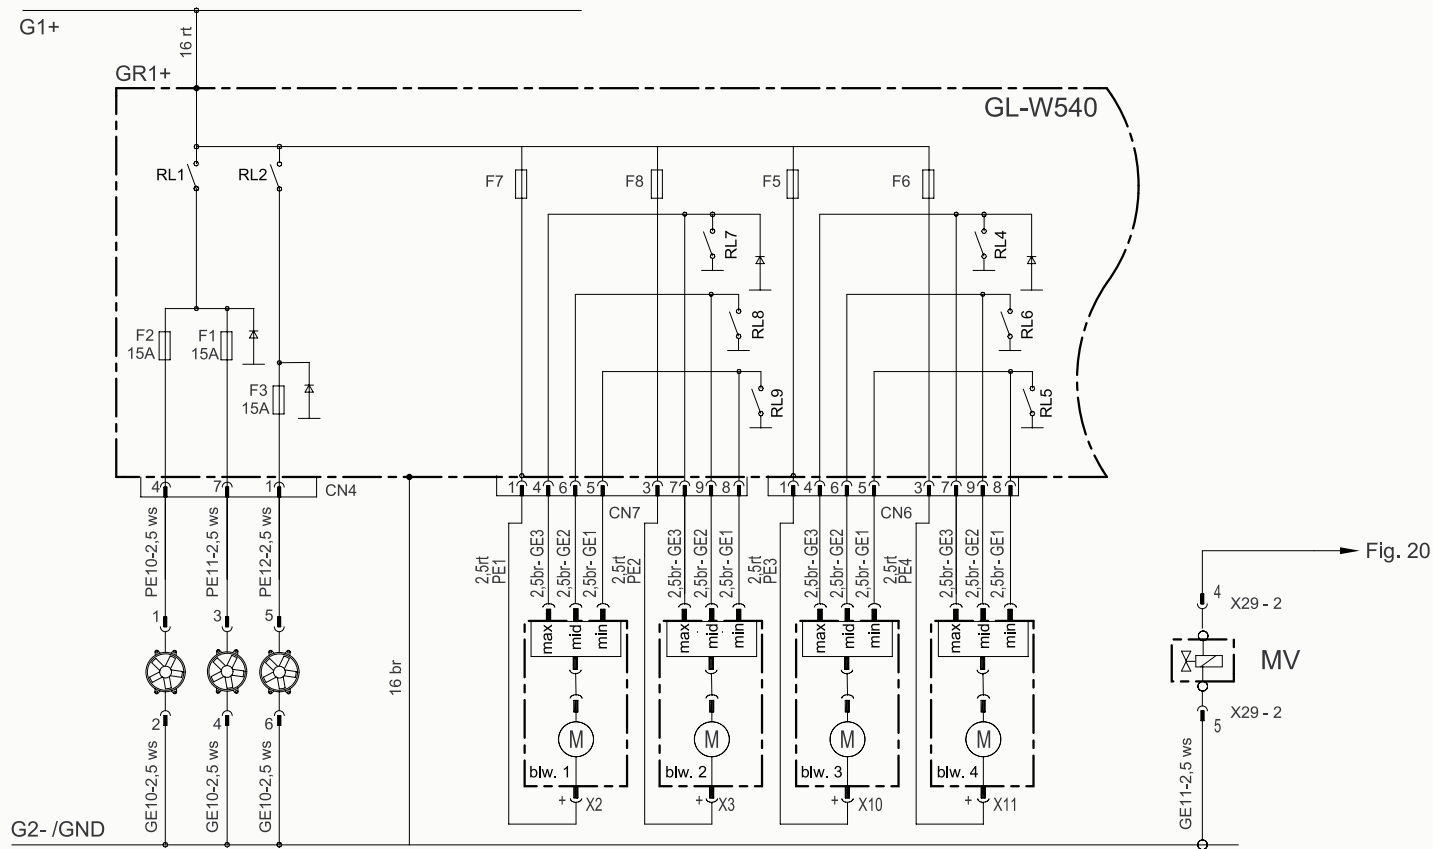 G1+
16 rt
GR1+
GL-W540
RL1
RL2
F7
F8
F5
F6
RL7
RL4
RL8
RL6
RL9
RL5
F2
15A
F1
15A
F3
15A
4
7
1
CN4
1
4
6
5
3
7
9
8
CN7
1
4
6
5
3
7
9
8
CN6
PE10-2,5 ws
PE11-2,5 ws
PE12-2,5 ws
2,5rt
PE1
2,5br- GE3
2,5br- GE2
2,5br- GE1
2,5rt
PE2
2,5br- GE3
2,5br- GE2
2,5br- GE1
2,5rt
PE3
2,5br- GE3
2,5br- GE2
2,5br- GE1
2,5rt
PE4
2,5br- GE3
2,5br- GE2
2,5br- GE1
Fig. 20
4
X29 - 2
1
3
5
max
mid
min
max
mid
min
max
mid
min
max
mid
min
MV
16 br
2
4
6
M
M
M
M
5
X29 - 2
blw. 1
blw. 2
blw. 3
blw. 4
+
X2
+
X3
+
X10
+
X11
GE10-2,5 ws
GE10-2,5 ws
GE10-2,5 ws
GE11-2,5 ws
G2- /GND